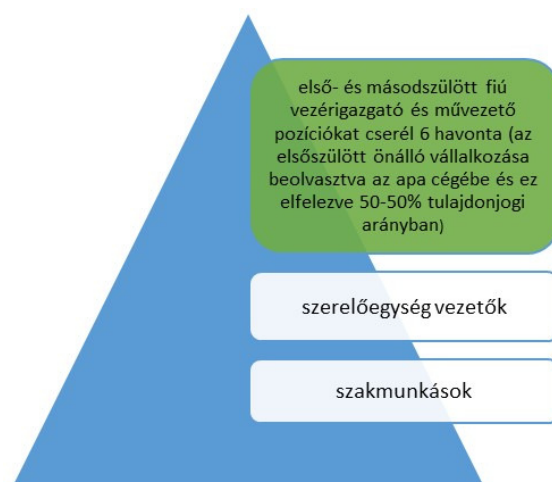 első- és másodszülött fiú
vezérigazgató és művezető
pozíciókat cserél 6 havonta (az
elsőszülött önálló vállalkozása
beolvasztva az apa cégébe és ez
elfelezve 50-50% tulajdonjogi
arányban)
szerelőegység vezetők
szakmunkások